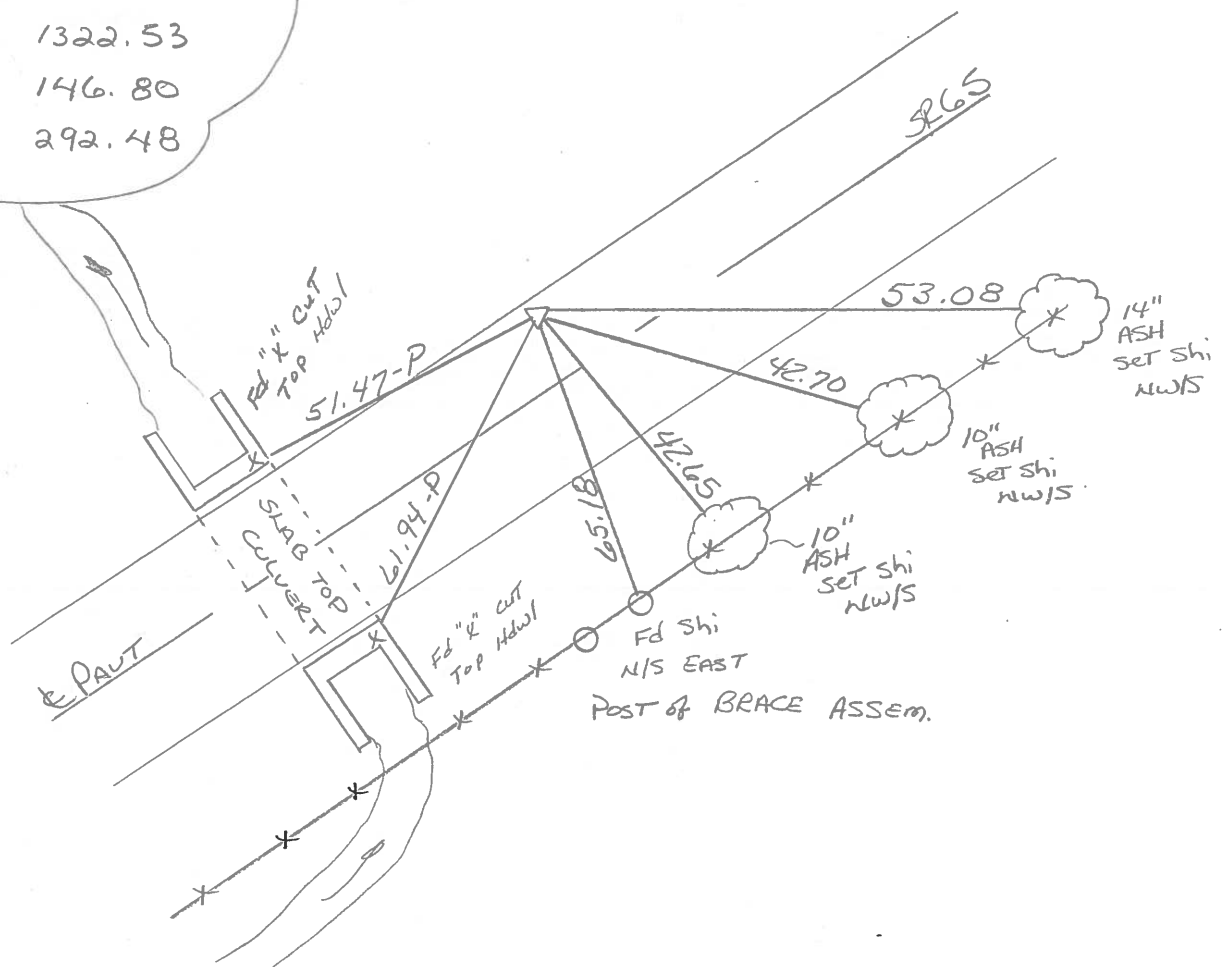 1322.53
146.80
292.48
SR65
53.08
14"
ASH
SET Shi
NW/S
Fd "X" CUT
TOP Hdwl
51.47-P
42.70
10"
ASH
SET Shi
NW/S
42.65
61.94-P
65.18
SLAB TOP
CULVERT
10"
ASH
SET Shi
NW/S
Fd "X" CUT
TOP Hdwl
Fd Shi
N/S EAST
POST of BRACE ASSEM.
℄ PAVT